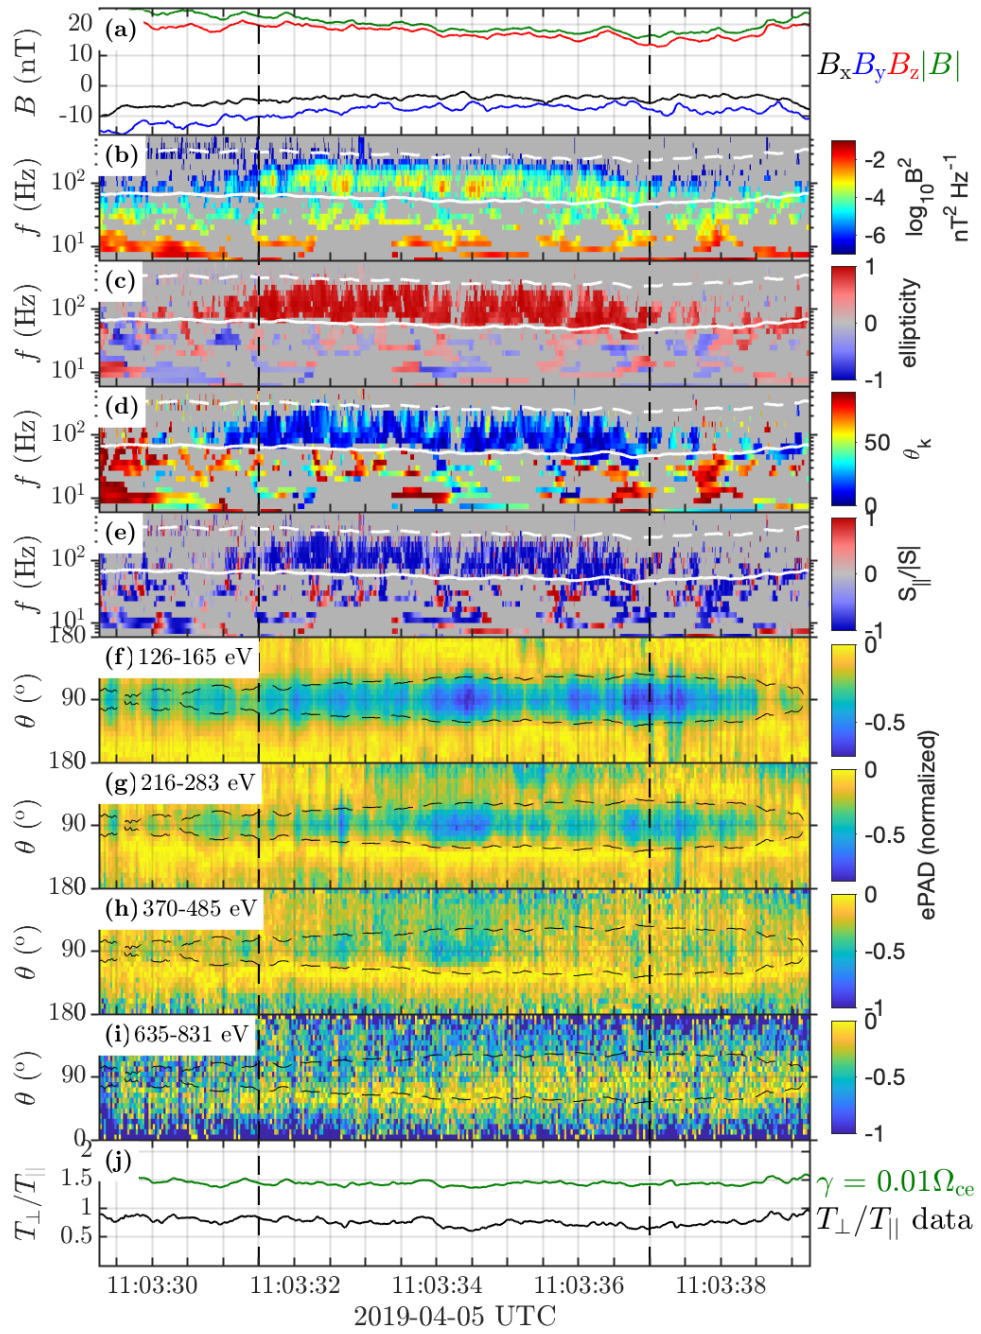 (a)
20
10
0
-10
B (nT)
BxByBz|B|
(b)
10²
10¹
f (Hz)
-2
-4
-6
log₁₀B²
nT² Hz⁻¹
(c)
10²
10¹
f (Hz)
1
0
-1
ellipticity
(d)
10²
10¹
f (Hz)
50
0
θk
(e)
10²
10¹
f (Hz)
1
0
-1
S||/|S|
(f) 126-165 eV
180
90
180
θ (°)
0
-0.5
(g) 216-283 eV
90
180
θ (°)
0
-0.5
ePAD (normalized)
(h) 370-485 eV
90
180
θ (°)
0
-0.5
-1
(i) 635-831 eV
90
0
θ (°)
0
-0.5
-1
(j)
2
1.5
1
0.5
T⊥/T||
γ = 0.01Ωce
T⊥/T|| data
11:03:30 11:03:32 11:03:34 11:03:36 11:03:38
2019-04-05 UTC